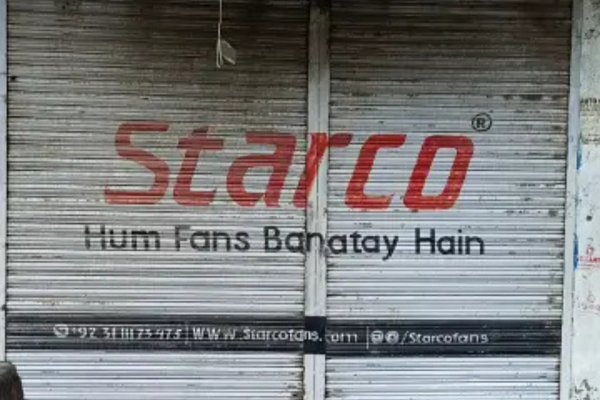 Starco®
Hum Fans Banatay Hain
www.Starcofans.com | /Starcofans